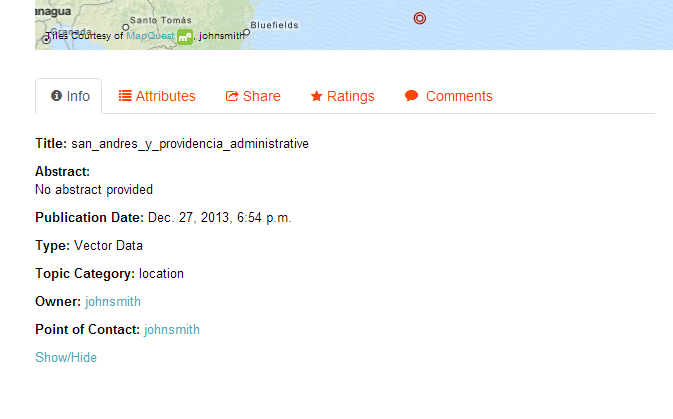 anagua
Santo Tomás
Bluefields
Granada
Tiles Courtesy of MapQuest mq, johnsmith
Info
Attributes
Share
Ratings
Comments
Title: san_andres_y_providencia_administrative
Abstract:
No abstract provided
Publication Date: Dec. 27, 2013, 6:54 p.m.
Type: Vector Data
Topic Category: location
Owner: johnsmith
Point of Contact: johnsmith
Show/Hide